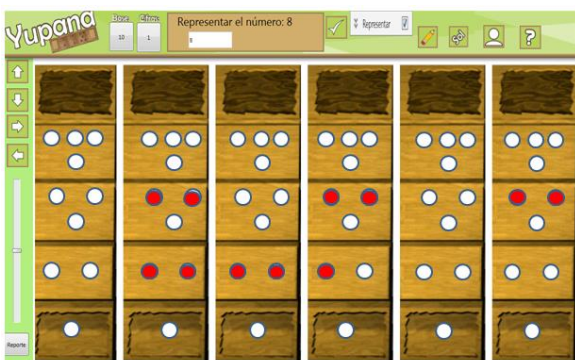 Yupana
Base: Cifras:
10 1
Representar el número: 8
8
Representar
?
Reporte